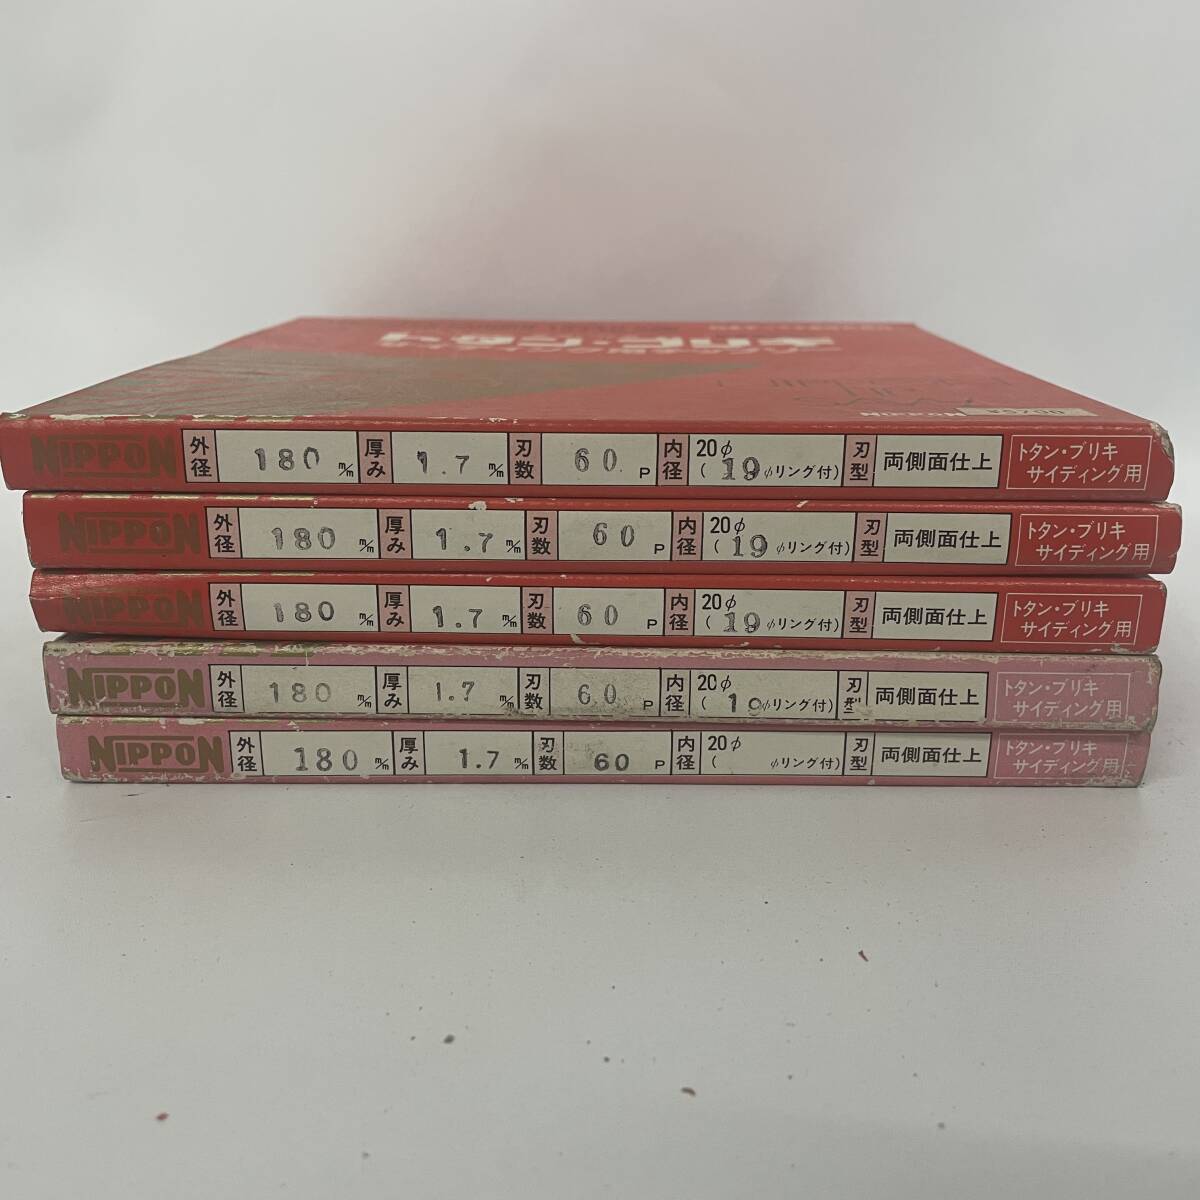 トタン・ブリキ
NIPPON
¥5700
NIPPON 外径 180 m/m 厚み 1.7 m/m 刃数 60 P 内径 20φ ( 19 φリング付) 刃型 両側面仕上 トタン・ブリキ サイディング用
NIPPON 外径 180 m/m 厚み 1.7 m/m 刃数 60 P 内径 20φ ( 19 φリング付) 刃型 両側面仕上 トタン・ブリキ サイディング用
NIPPON 外径 180 m/m 厚み 1.7 m/m 刃数 60 P 内径 20φ ( 19 φリング付) 刃型 両側面仕上 トタン・ブリキ サイディング用
NIPPON 外径 180 m/m 厚み 1.7 m/m 刃数 60 P 内径 20φ ( 19 φリング付) 刃型 両側面仕上 トタン・ブリキ サイディング用
NIPPON 外径 180 m/m 厚み 1.7 m/m 刃数 60 P 内径 20φ ( φリング付) 刃型 両側面仕上 トタン・ブリキ サイディング用